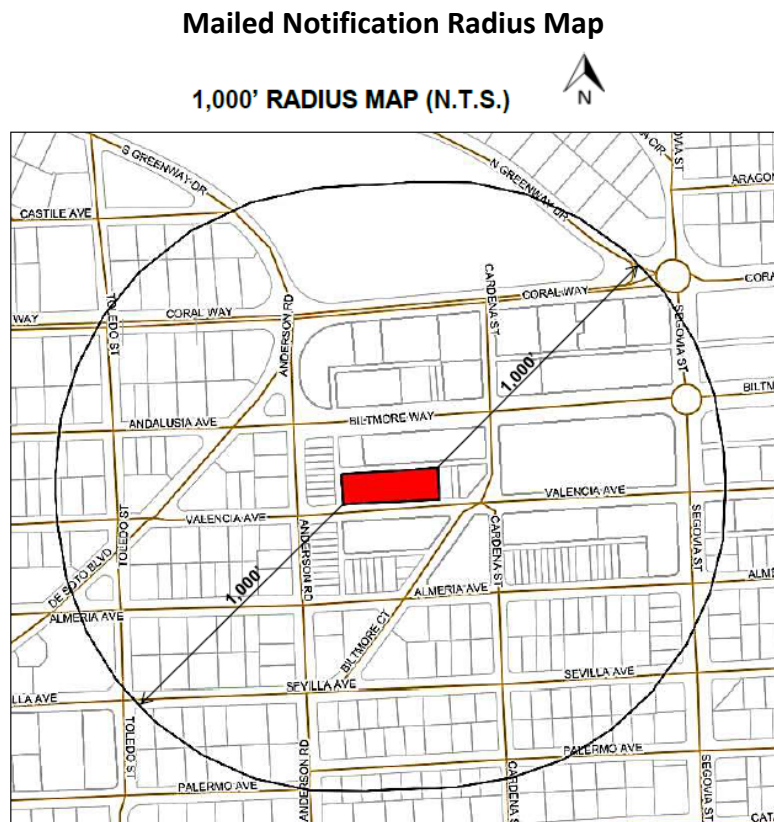 Mailed Notification Radius Map
1,000' RADIUS MAP (N.T.S.)
N
S GREENWAY DR
N GREENWAY DR
CIR
SEGOVIA ST
ARAGON
CASTILE AVE
TOLEDO ST
WAY
CORAL WAY
ANDERSON RD
CARDENA ST
CORAL WAY
CORA
SEGOVIA ST
1,000'
BILTM
ANDALUSIA AVE
BILTMORE WAY
VALENCIA AVE
VALENCIA AVE
TOLEDO ST
ANDERSON RD
CARDENA ST
SEGOVIA ST
DE SOTO BLVD
1,000'
ALMERIA AVE
ALMERIA AVE
ALME
BILTMORE CT
LLA AVE
SEVILLA AVE
SEVILLA AVE
TOLEDO ST
ANDERSON RD
PALERMO AVE
PALERMO AVE
CARDENA ST
SEGOVIA ST
CATA